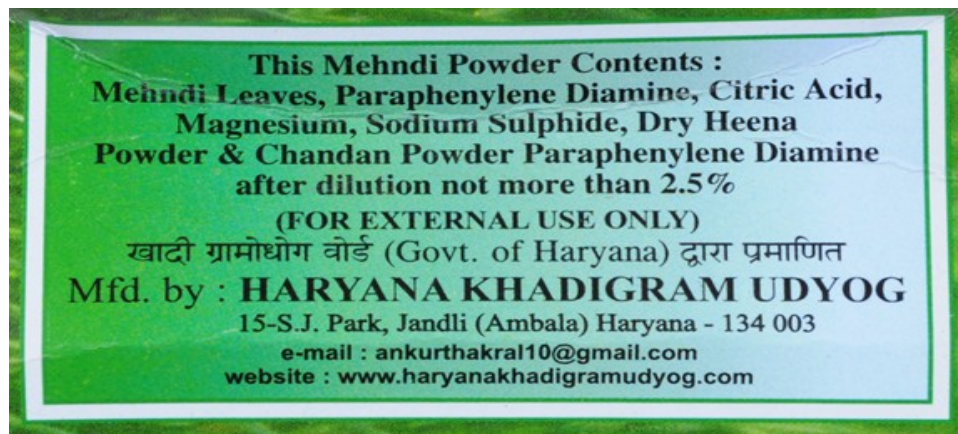 This Mehndi Powder Contents :
Mehndi Leaves, Paraphenylene Diamine, Citric Acid,
Magnesium, Sodium Sulphide, Dry Heena
Powder & Chandan Powder Paraphenylene Diamine
after dilution not more than 2.5%
(FOR EXTERNAL USE ONLY)
खादी ग्रामोधोग वोर्ड (Govt. of Haryana) द्वारा प्रमाणित
Mfd. by : HARYANA KHADIGRAM UDYOG
15-S.J. Park, Jandli (Ambala) Haryana - 134 003
e-mail : ankurthakral10@gmail.com
website : www.haryanakhadigramudyog.com